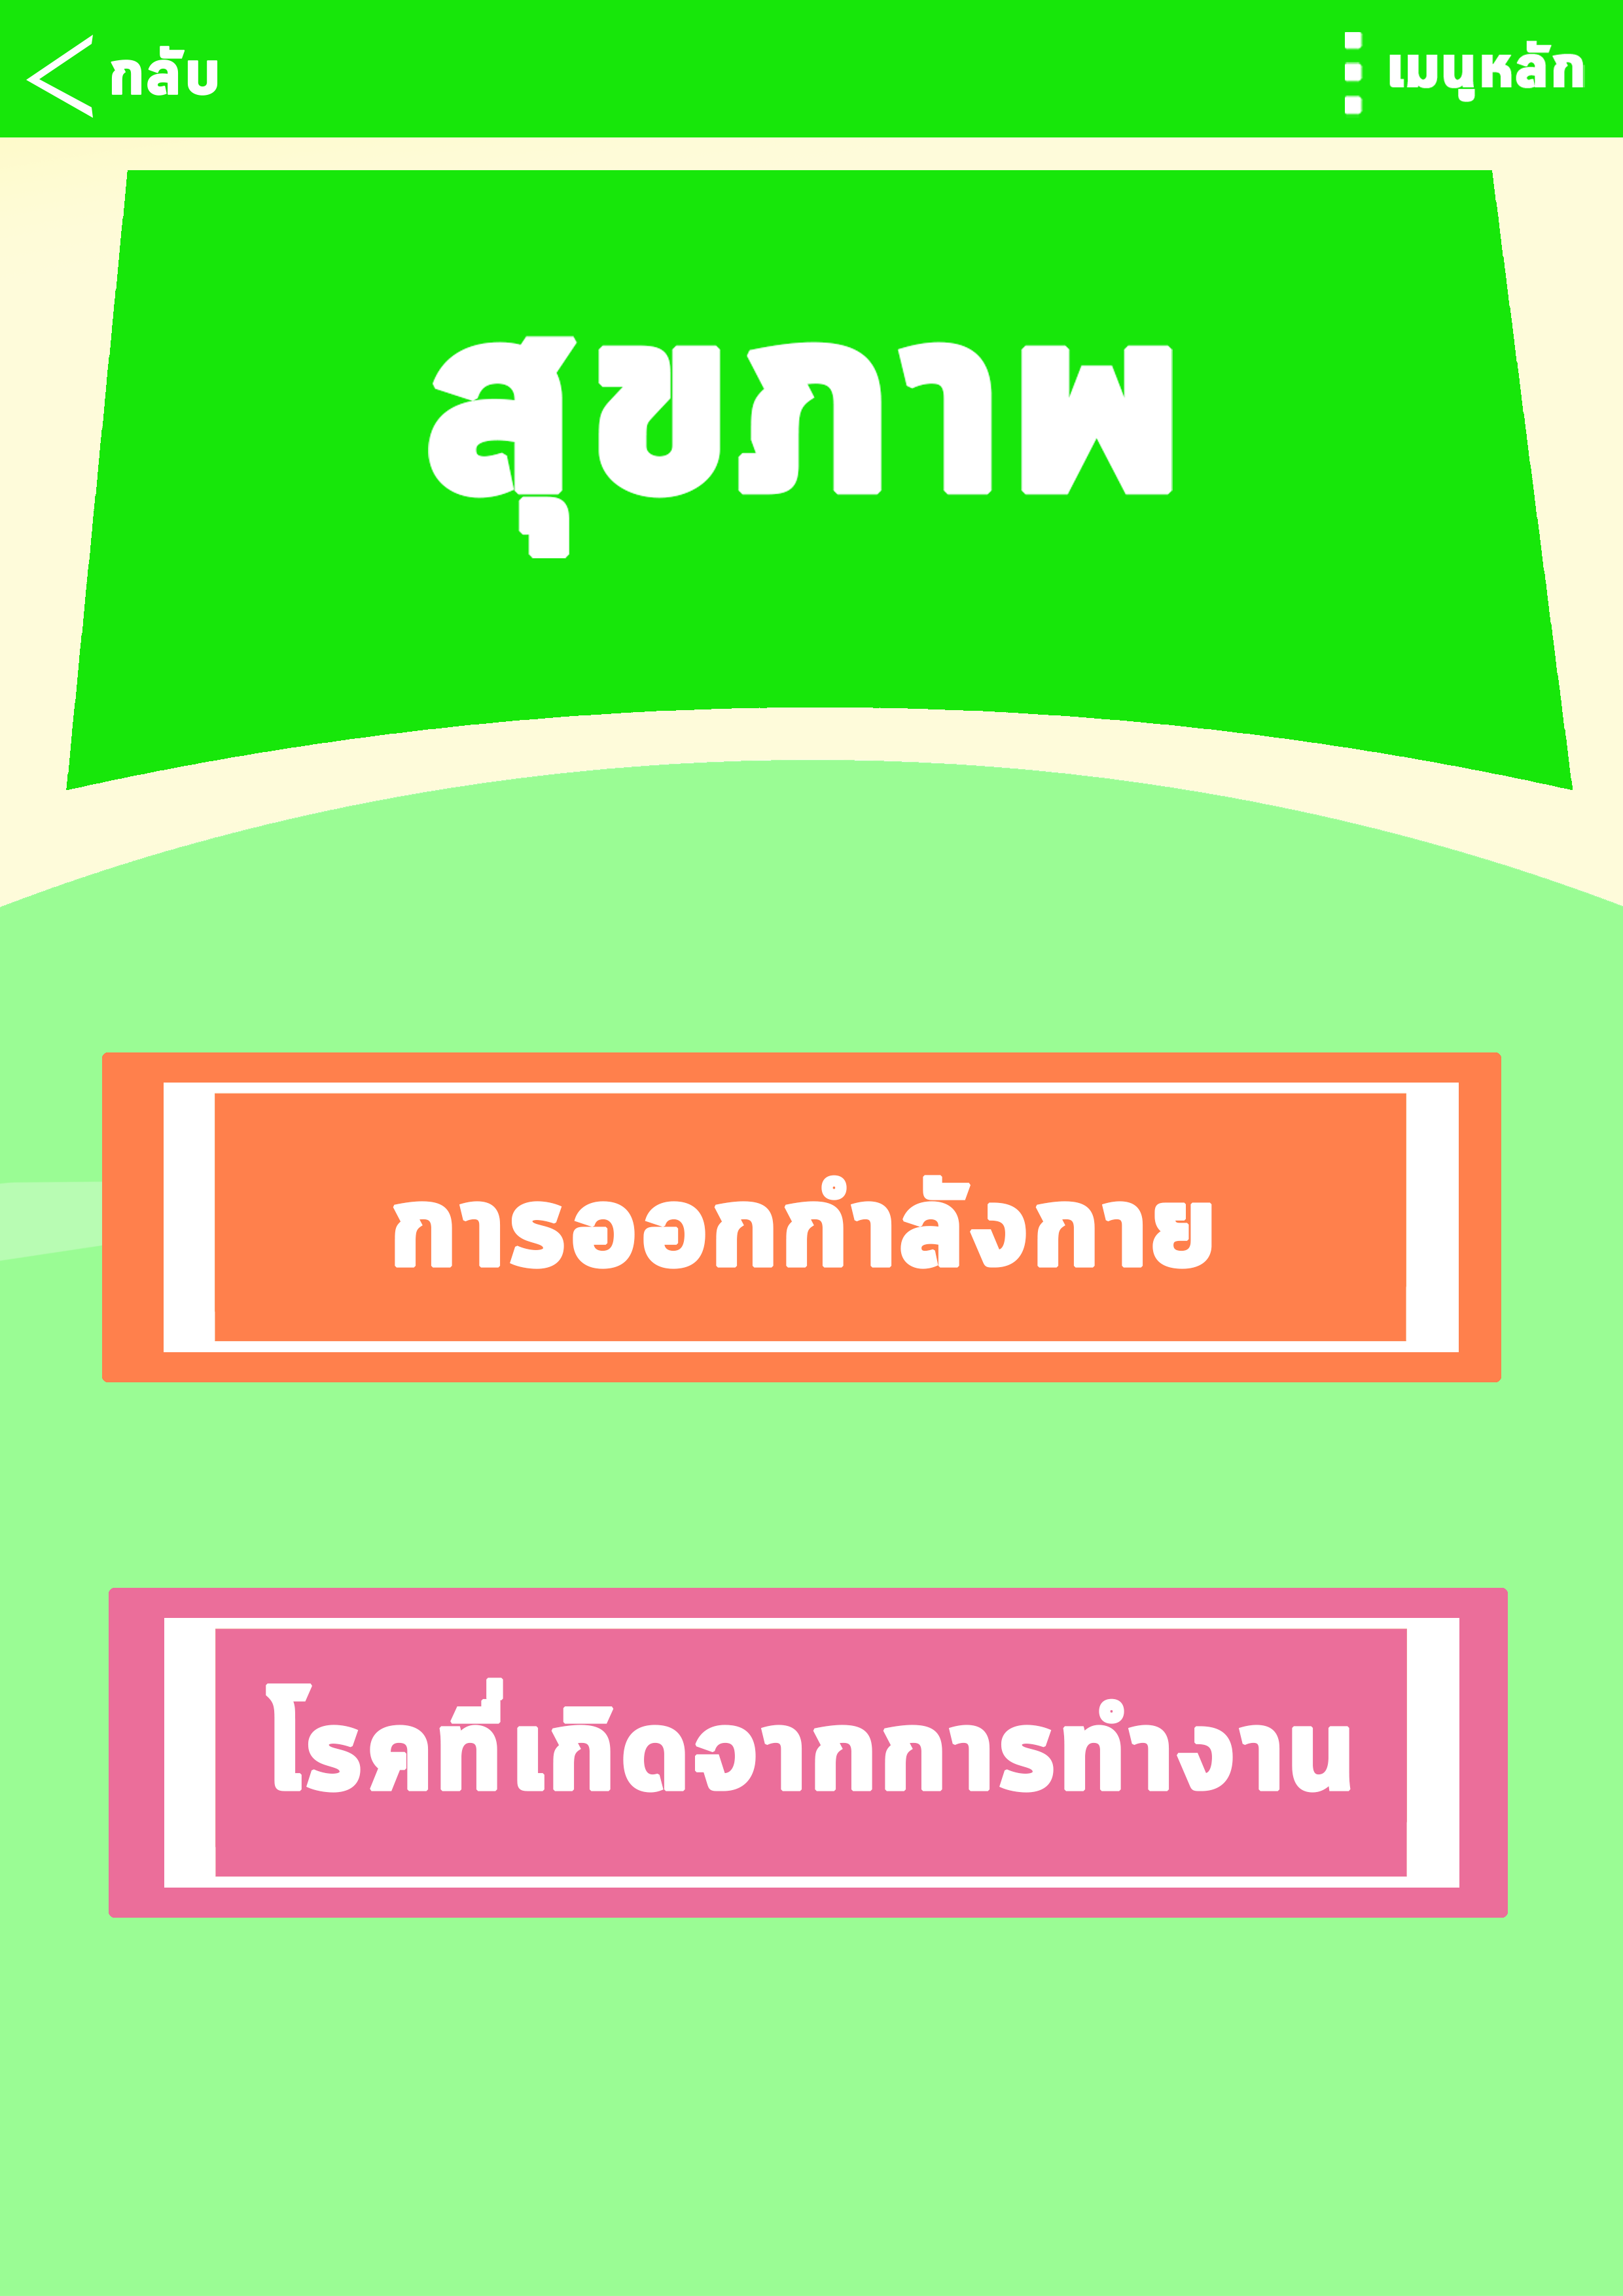 กลับ
เมนูหลัก
สุขภาพ
การออกกำลังกาย
โรคที่เกิดจากการทำงาน